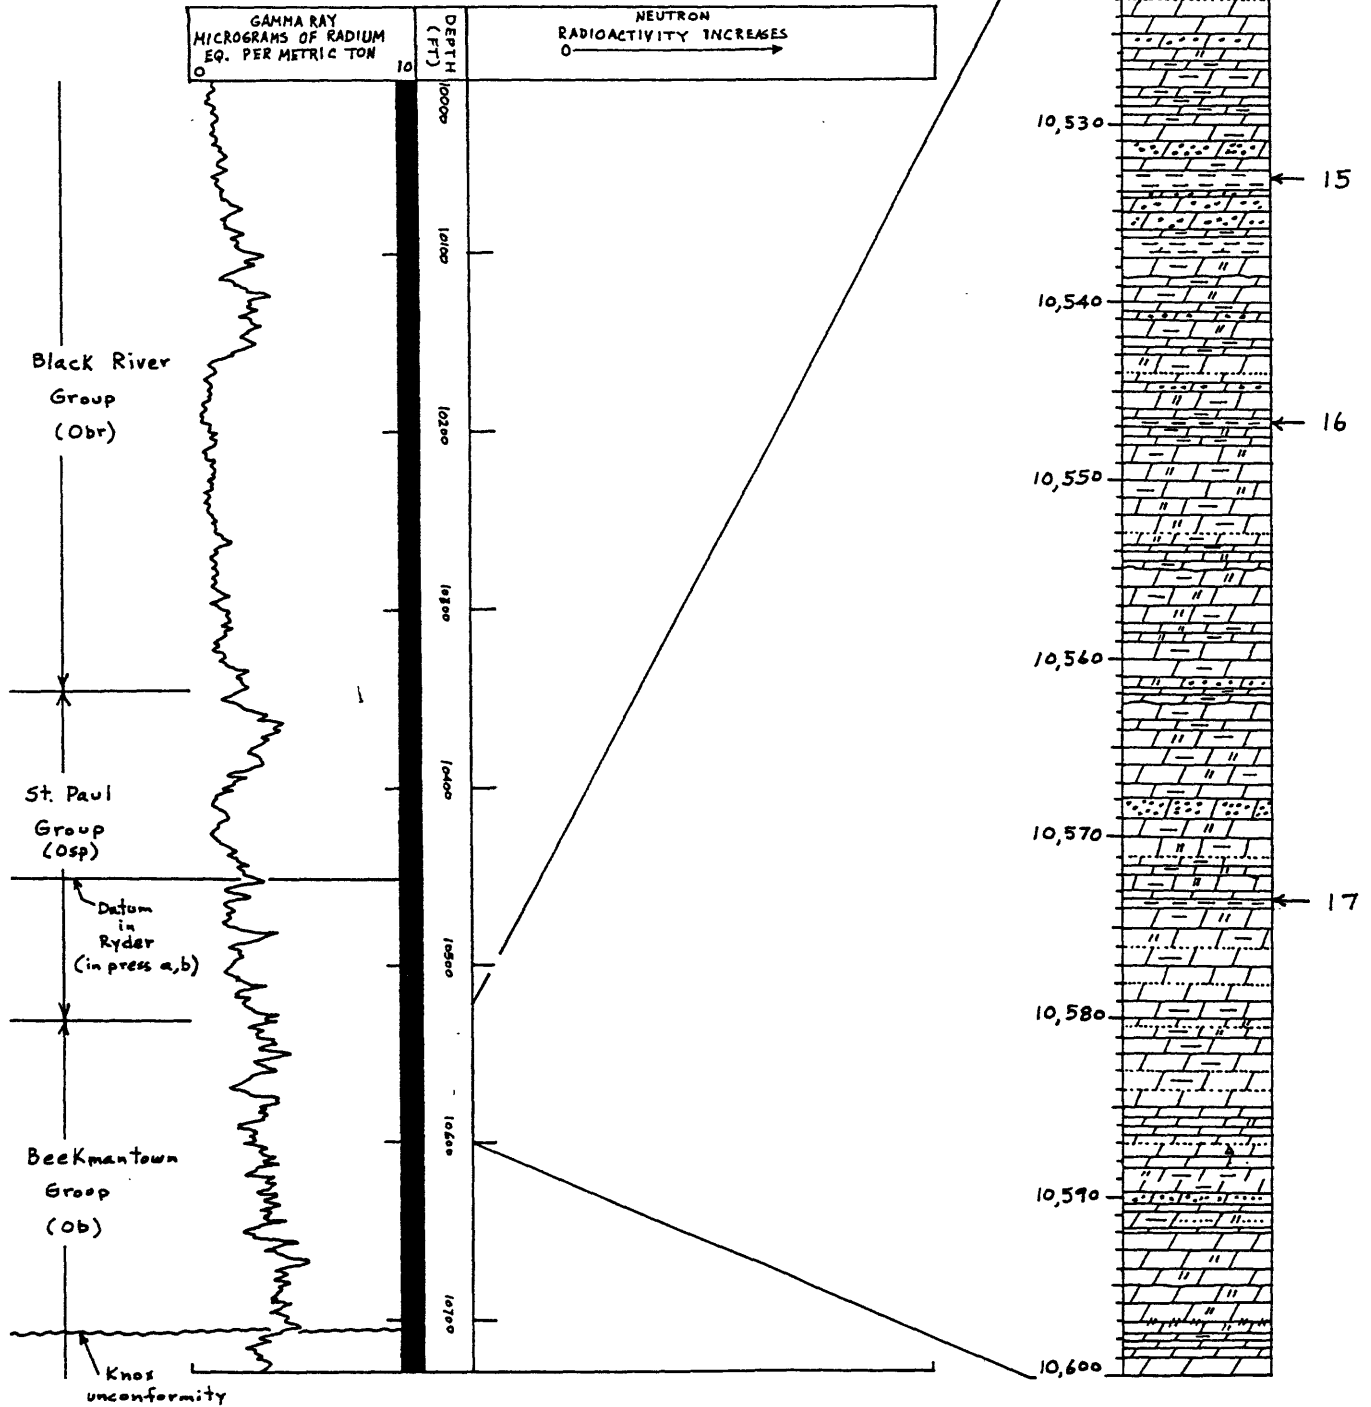 GAMMA RAY
MICROGRAMS OF RADIUM
EQ. PER METRIC TON
0
10
DEPTH
(FT)
NEUTRON
RADIOACTIVITY INCREASES
0
10000
10100
10200
10300
10400
10500
10600
10700
Black River
Group
(Obr)
St. Paul
Group
(Osp)
Datum
in
Ryder
(in press a,b)
Beekmantown
Group
(Ob)
Knox
unconformity
10,530
15
10,540
16
10,550
10,560
10,570
17
10,580
10,590
10,600